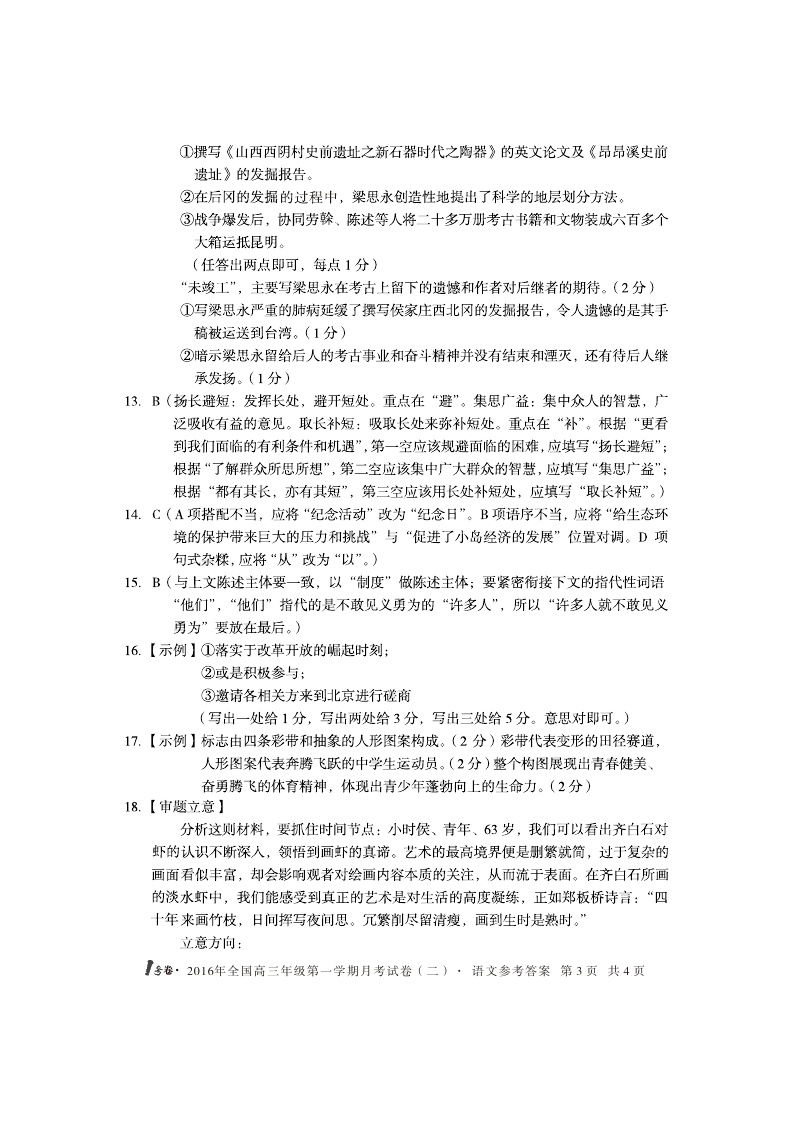 ①撰写《山西西阴村史前遗址之新石器时代之陶器》的英文论文及《昂昂溪史前
遗址》的发掘报告。
②在后冈的发掘的过程中，梁思永创造性地提出了科学的地层划分方法。
③战争爆发后，协同劳榦、陈述等人将二十多万册考古书籍和文物装成六百多个
大箱运抵昆明。
（任答出两点即可，每点 1 分）
“未竣工”，主要写梁思永在考古上留下的遗憾和作者对后继者的期待。（2 分）
①写梁思永严重的肺病延缓了撰写侯家庄西北冈的发掘报告，令人遗憾的是其手
稿被运送到台湾。（1 分）
②暗示梁思永留给后人的考古事业和奋斗精神并没有结束和湮灭，还有待后人继
承发扬。（1 分）
13. B（扬长避短：发挥长处，避开短处。重点在“避”。集思广益：集中众人的智慧，广
泛吸收有益的意见。取长补短：吸取长处来弥补短处。重点在“补”。根据“更看
到我们面临的有利条件和机遇”，第一空应该规避面临的困难，应填写“扬长避短”；
根据“了解群众所思所想”，第二空应该集中广大群众的智慧，应填写“集思广益”；
根据“都有其长，亦有其短”，第三空应该用长处补短处，应填写“取长补短”。）
14. C（A 项搭配不当，应将“纪念活动”改为“纪念日”。B 项语序不当，应将“给生态环
境的保护带来巨大的压力和挑战”与“促进了小岛经济的发展”位置对调。D 项
句式杂糅，应将“从”改为“以”。）
15. B（与上文陈述主体要一致，以“制度”做陈述主体；要紧密衔接下文的指代性词语
“他们”，“他们”指代的是不敢见义勇为的“许多人”，所以“许多人就不敢见义
勇为”要放在最后。）
16.【示例】①落实于改革开放的崛起时刻；
②或是积极参与；
③邀请各相关方来到北京进行磋商
（写出一处给 1 分，写出两处给 3 分，写出三处给 5 分。意思对即可。）
17.【示例】标志由四条彩带和抽象的人形图案构成。（2 分）彩带代表变形的田径赛道，
人形图案代表奔腾飞跃的中学生运动员。（2 分）整个构图展现出青春健美、
奋勇腾飞的体育精神，体现出青少年蓬勃向上的生命力。（2 分）
18.【审题立意】
分析这则材料，要抓住时间节点：小时侯、青年、63 岁，我们可以看出齐白石对
虾的认识不断深入，领悟到画虾的真谛。艺术的最高境界便是删繁就简，过于复杂的
画面看似丰富，却会影响观者对绘画内容本质的关注，从而流于表面。在齐白石所画
的淡水虾中，我们能感受到真正的艺术是对生活的高度凝练，正如郑板桥诗言：“四
十年来画竹枝，日间挥写夜间思。冗繁削尽留清瘦，画到生时是熟时。”
立意方向：
1号卷·2016年全国高三年级第一学期月考试卷（二）· 语文参考答案 第 3 页 共 4 页